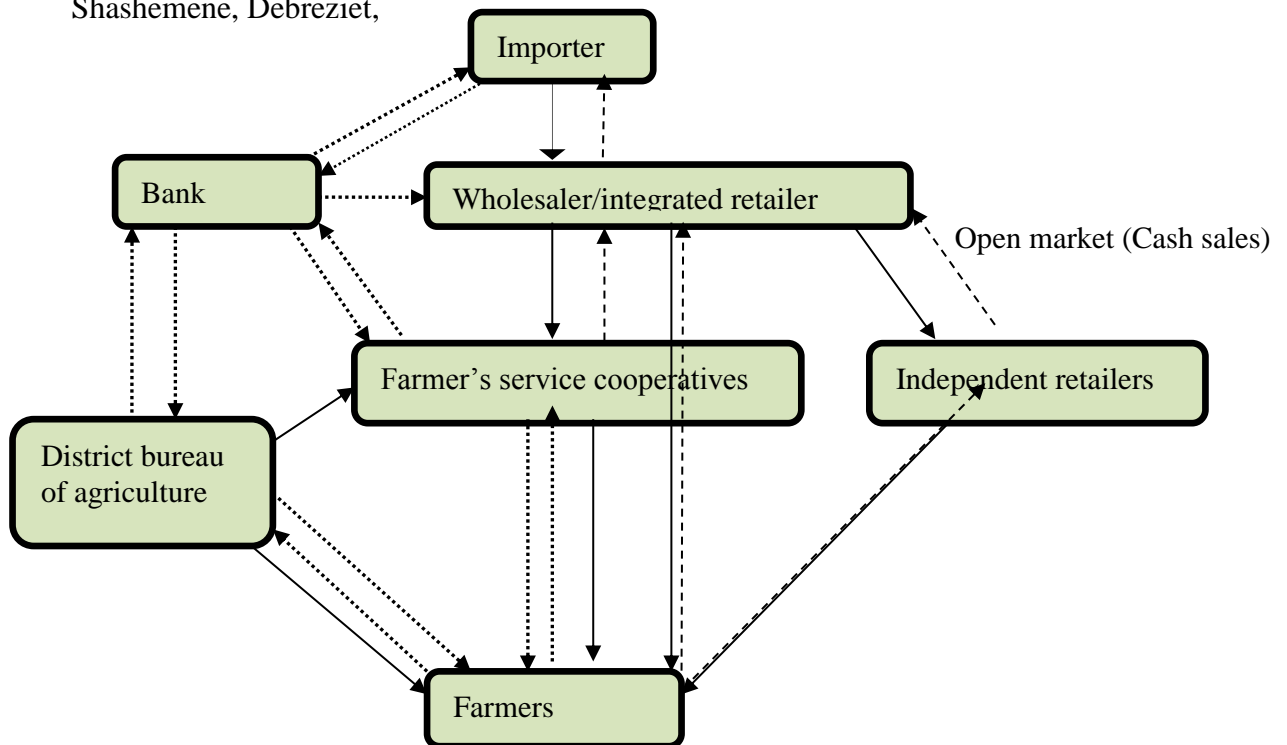 Shashemene, Debreziet,
Importer
Bank
Wholesaler/integrated retailer
Open market (Cash sales)
Farmer’s service cooperatives
Independent retailers
District bureau
of agriculture
Farmers